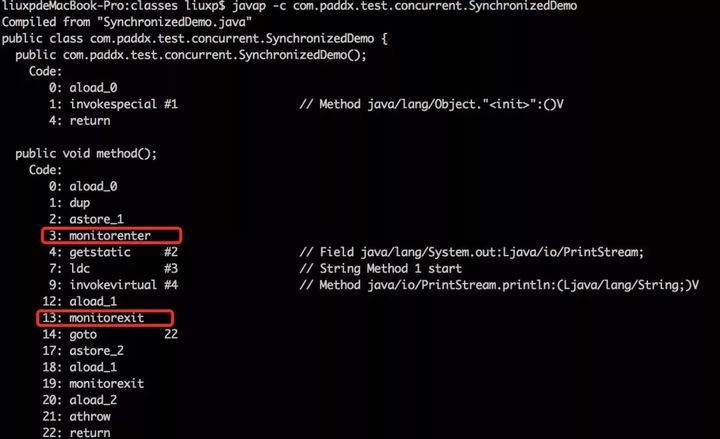 liuxpdeMacBook-Pro:classes liuxp$ javap -c com.paddx.test.concurrent.SynchronizedDemo
Compiled from "SynchronizedDemo.java"
public class com.paddx.test.concurrent.SynchronizedDemo {
  public com.paddx.test.concurrent.SynchronizedDemo();
    Code:
       0: aload_0
       1: invokespecial #1                  // Method java/lang/Object."<init>":()V
       4: return

  public void method();
    Code:
       0: aload_0
       1: dup
       2: astore_1
       3: monitorenter
       4: getstatic     #2                  // Field java/lang/System.out:Ljava/io/PrintStream;
       7: ldc           #3                  // String Method 1 start
       9: invokevirtual #4                  // Method java/io/PrintStream.println:(Ljava/lang/String;)V
      12: aload_1
      13: monitorexit
      14: goto          22
      17: astore_2
      18: aload_1
      19: monitorexit
      20: aload_2
      21: athrow
      22: return